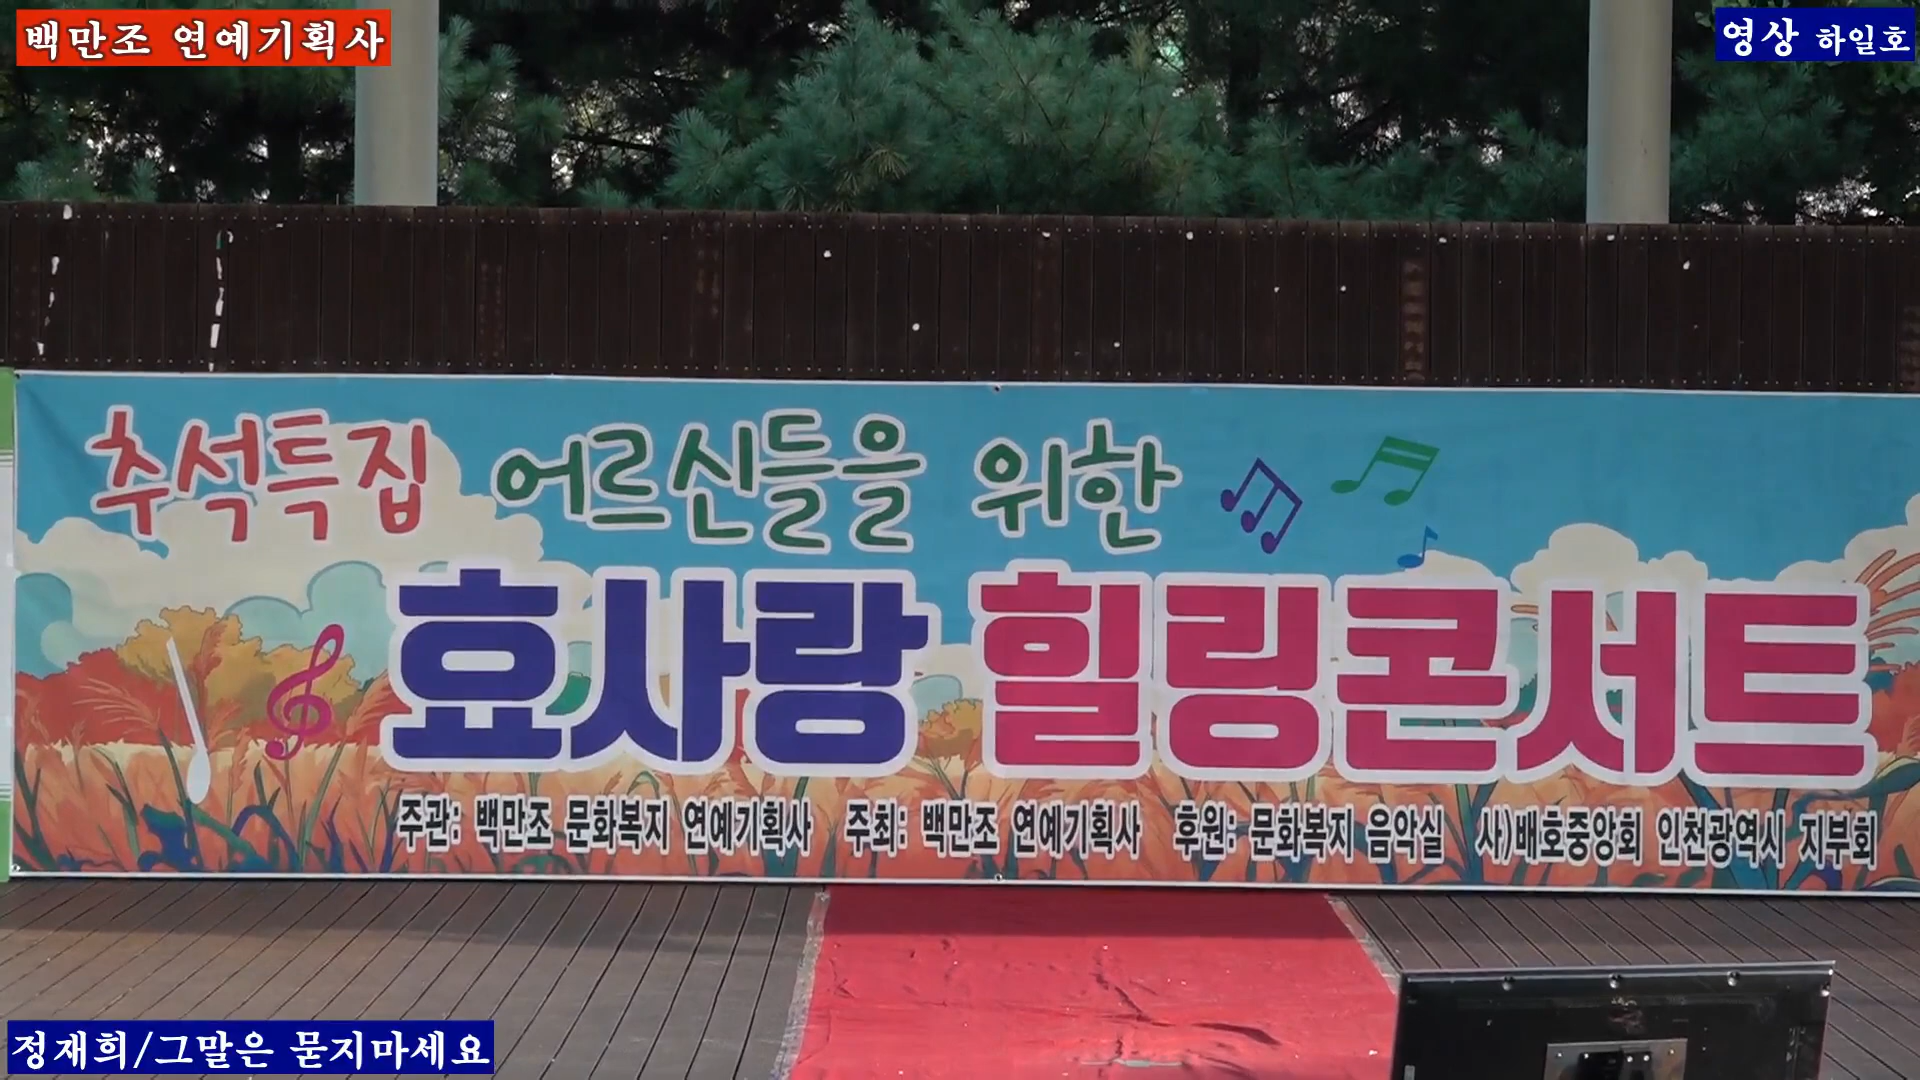 백만조 연예기획사
영상 하일호
추석특집 어르신들을 위한
효사랑 힐링콘서트
주관: 백만조 문화복지 연예기획사 주최: 백만조 연예기획사 후원: 문화복지 음악실 사)배호중앙회 인천광역시 지부회
정재희/그말은 묻지마세요